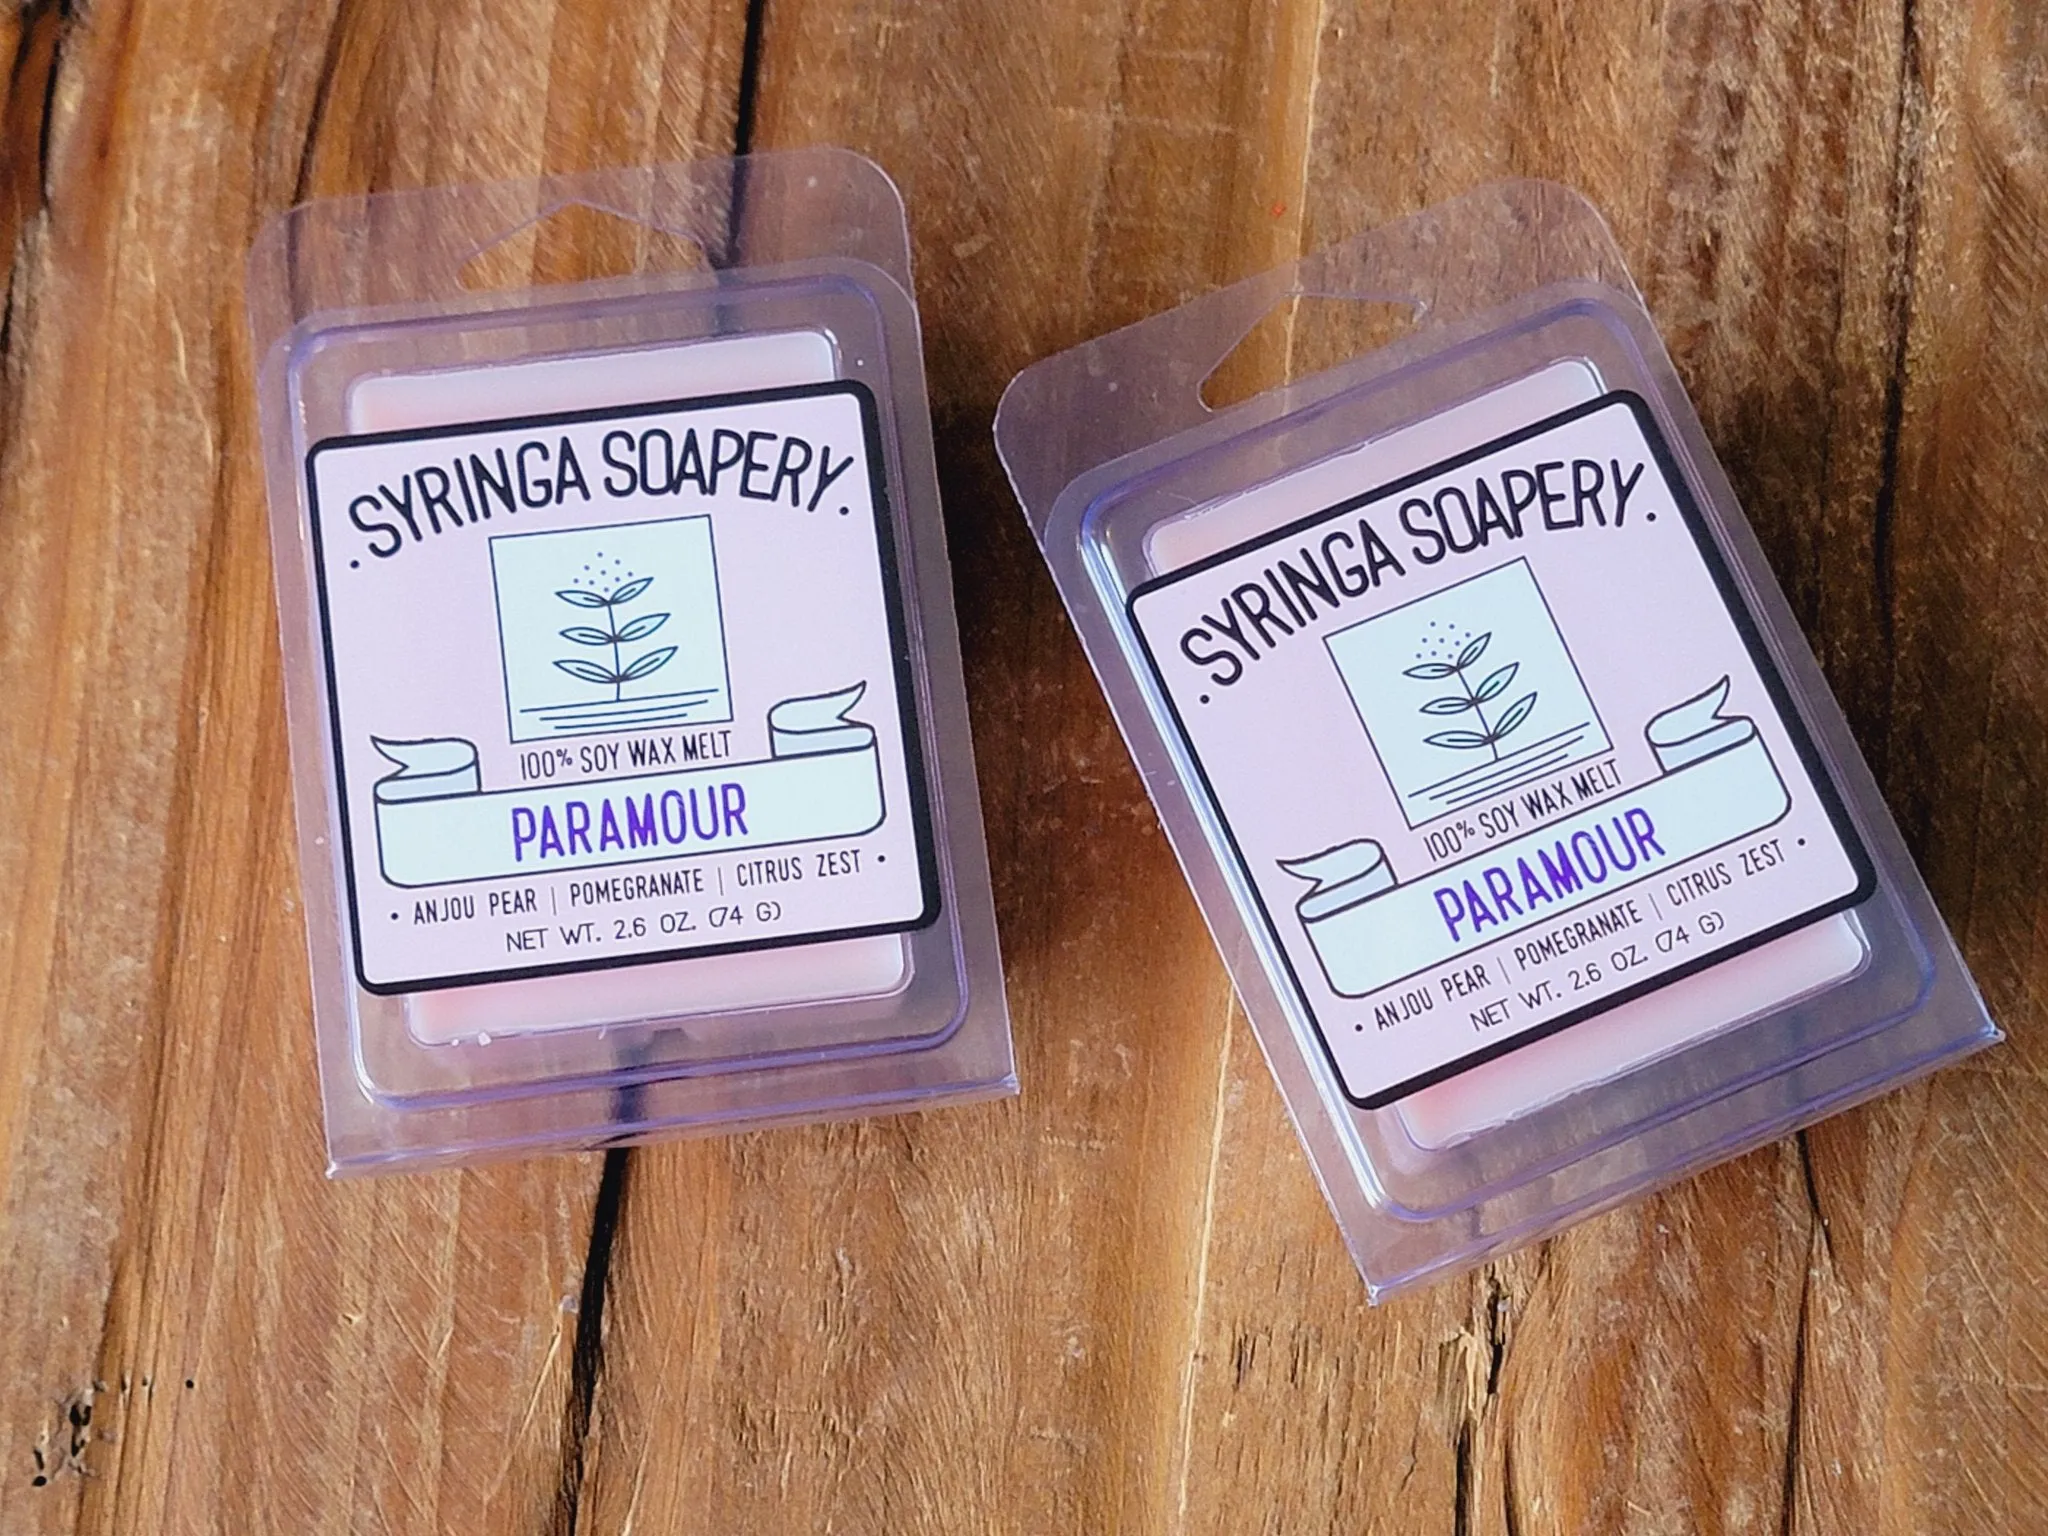 SYRINGA SOAPERY
100% SOY WAX MELT
PARAMOUR
• ANJOU PEAR | POMEGRANATE | CITRUS ZEST •
NET WT. 2.6 OZ. (74 G)
SYRINGA SOAPERY
100% SOY WAX MELT
PARAMOUR
• ANJOU PEAR | POMEGRANATE | CITRUS ZEST •
NET WT. 2.6 OZ. (74 G)